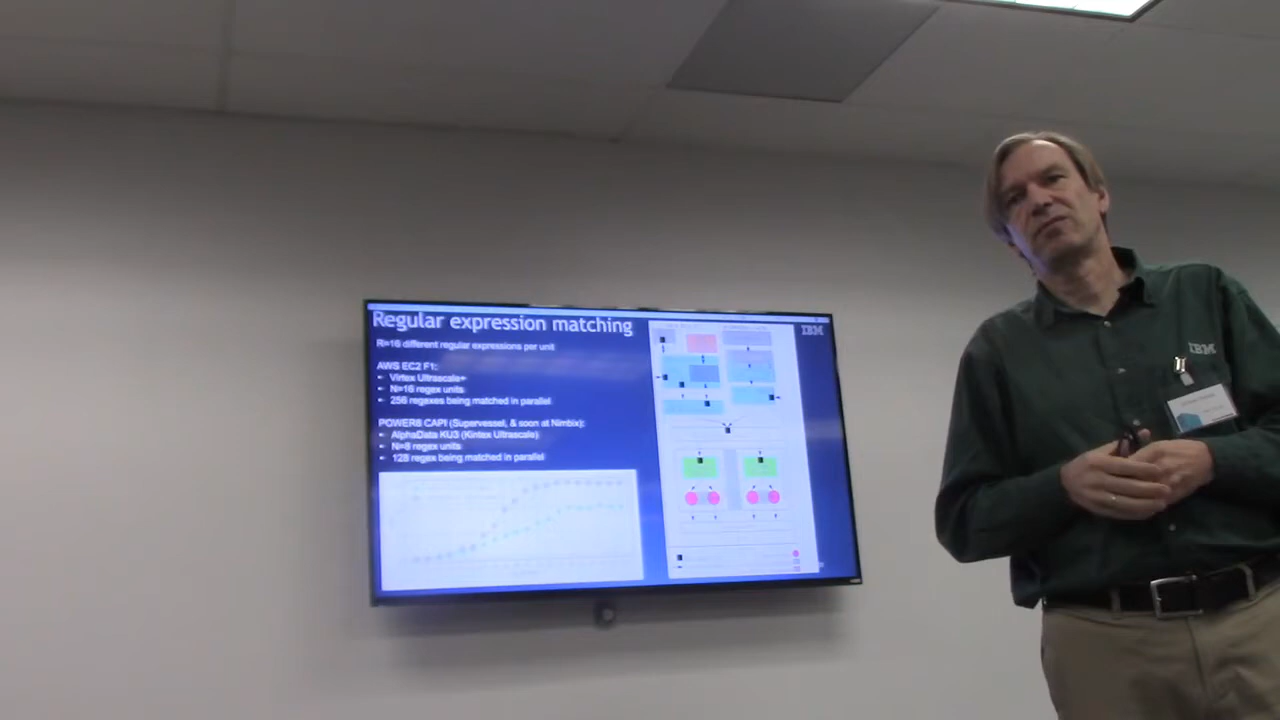 Regular expression matching
IBM
R=16 different regular expressions per unit
AWS EC2 F1:
• Virtex Ultrascale+
• N=16 regex units
• 256 regexes being matched in parallel
POWER8 CAPI (Supervessel, & soon at Nimbix):
• AlphaData KU3 (Kintex Ultrascale)
• N=8 regex units
• 128 regex being matched in parallel
IBM